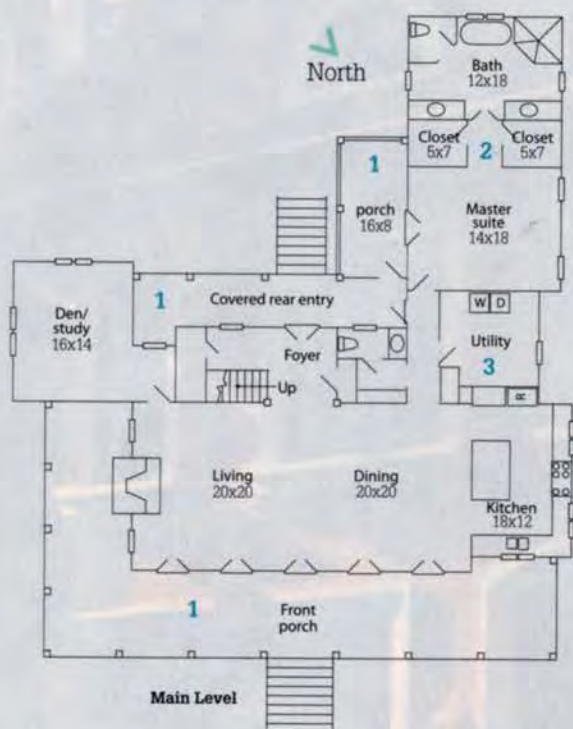 North
Bath
12x18
Closet
5x7
2
Closet
5x7
1
porch
16x8
Master
suite
14x18
1
Covered rear entry
Den/
study
16x14
W D
Utility
3
Foyer
Up
R
Living
20x20
Dining
20x20
Kitchen
18x12
1
Front
porch
Main Level